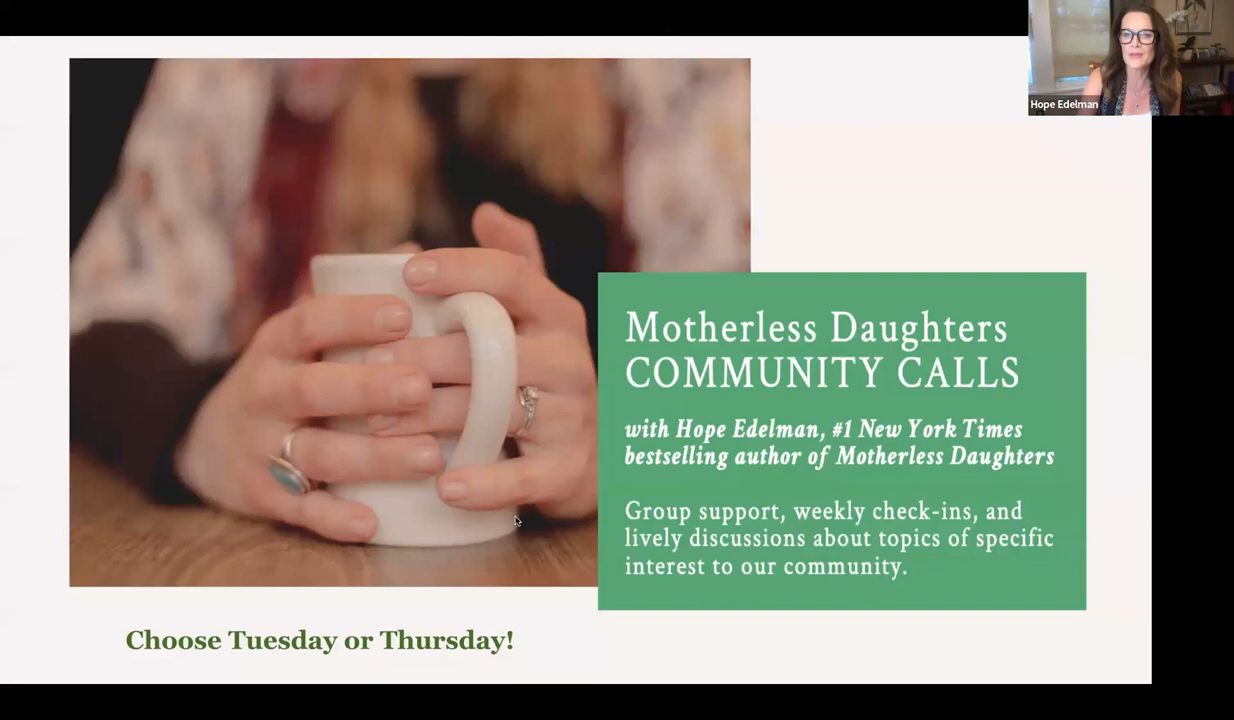 Hope Edelman
Motherless Daughters
COMMUNITY CALLS
with Hope Edelman, #1 New York Times
bestselling author of Motherless Daughters
Group support, weekly check-ins, and
lively discussions about topics of specific
interest to our community.
Choose Tuesday or Thursday!